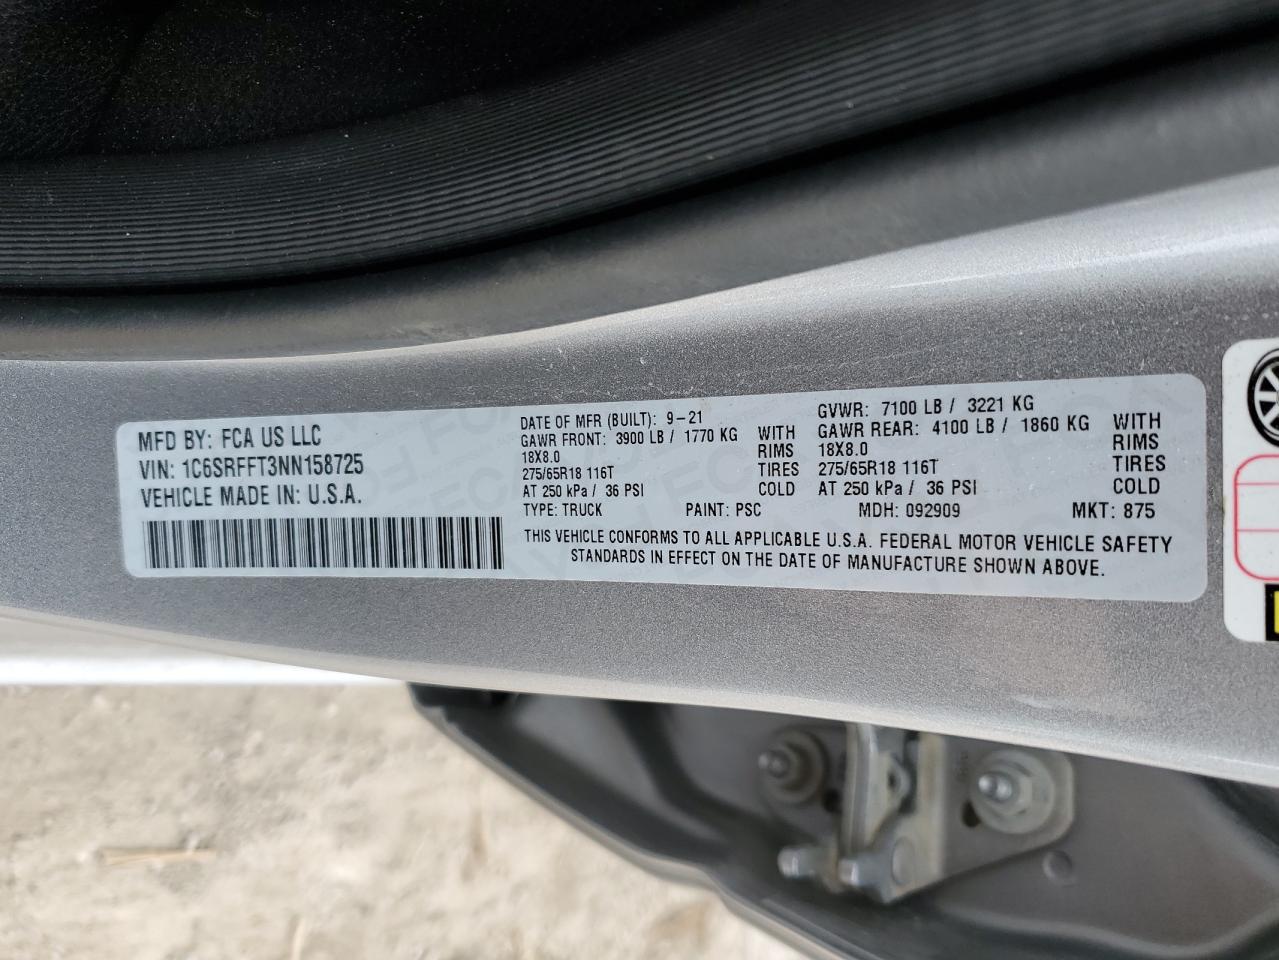 MFD BY: FCA US LLC
VIN: 1C6SRFFT3NN158725
VEHICLE MADE IN: U.S.A.
DATE OF MFR (BUILT): 9-21 GVWR: 7100 LB / 3221 KG
GAWR FRONT: 3900 LB / 1770 KG WITH GAWR REAR: 4100 LB / 1860 KG WITH
18X8.0 RIMS 18X8.0 RIMS
275/65R18 116T TIRES 275/65R18 116T TIRES
AT 250 kPa / 36 PSI COLD AT 250 kPa / 36 PSI COLD
TYPE: TRUCK PAINT: PSC MDH: 092909 MKT: 875
THIS VEHICLE CONFORMS TO ALL APPLICABLE U.S.A. FEDERAL MOTOR VEHICLE SAFETY
STANDARDS IN EFFECT ON THE DATE OF MANUFACTURE SHOWN ABOVE.